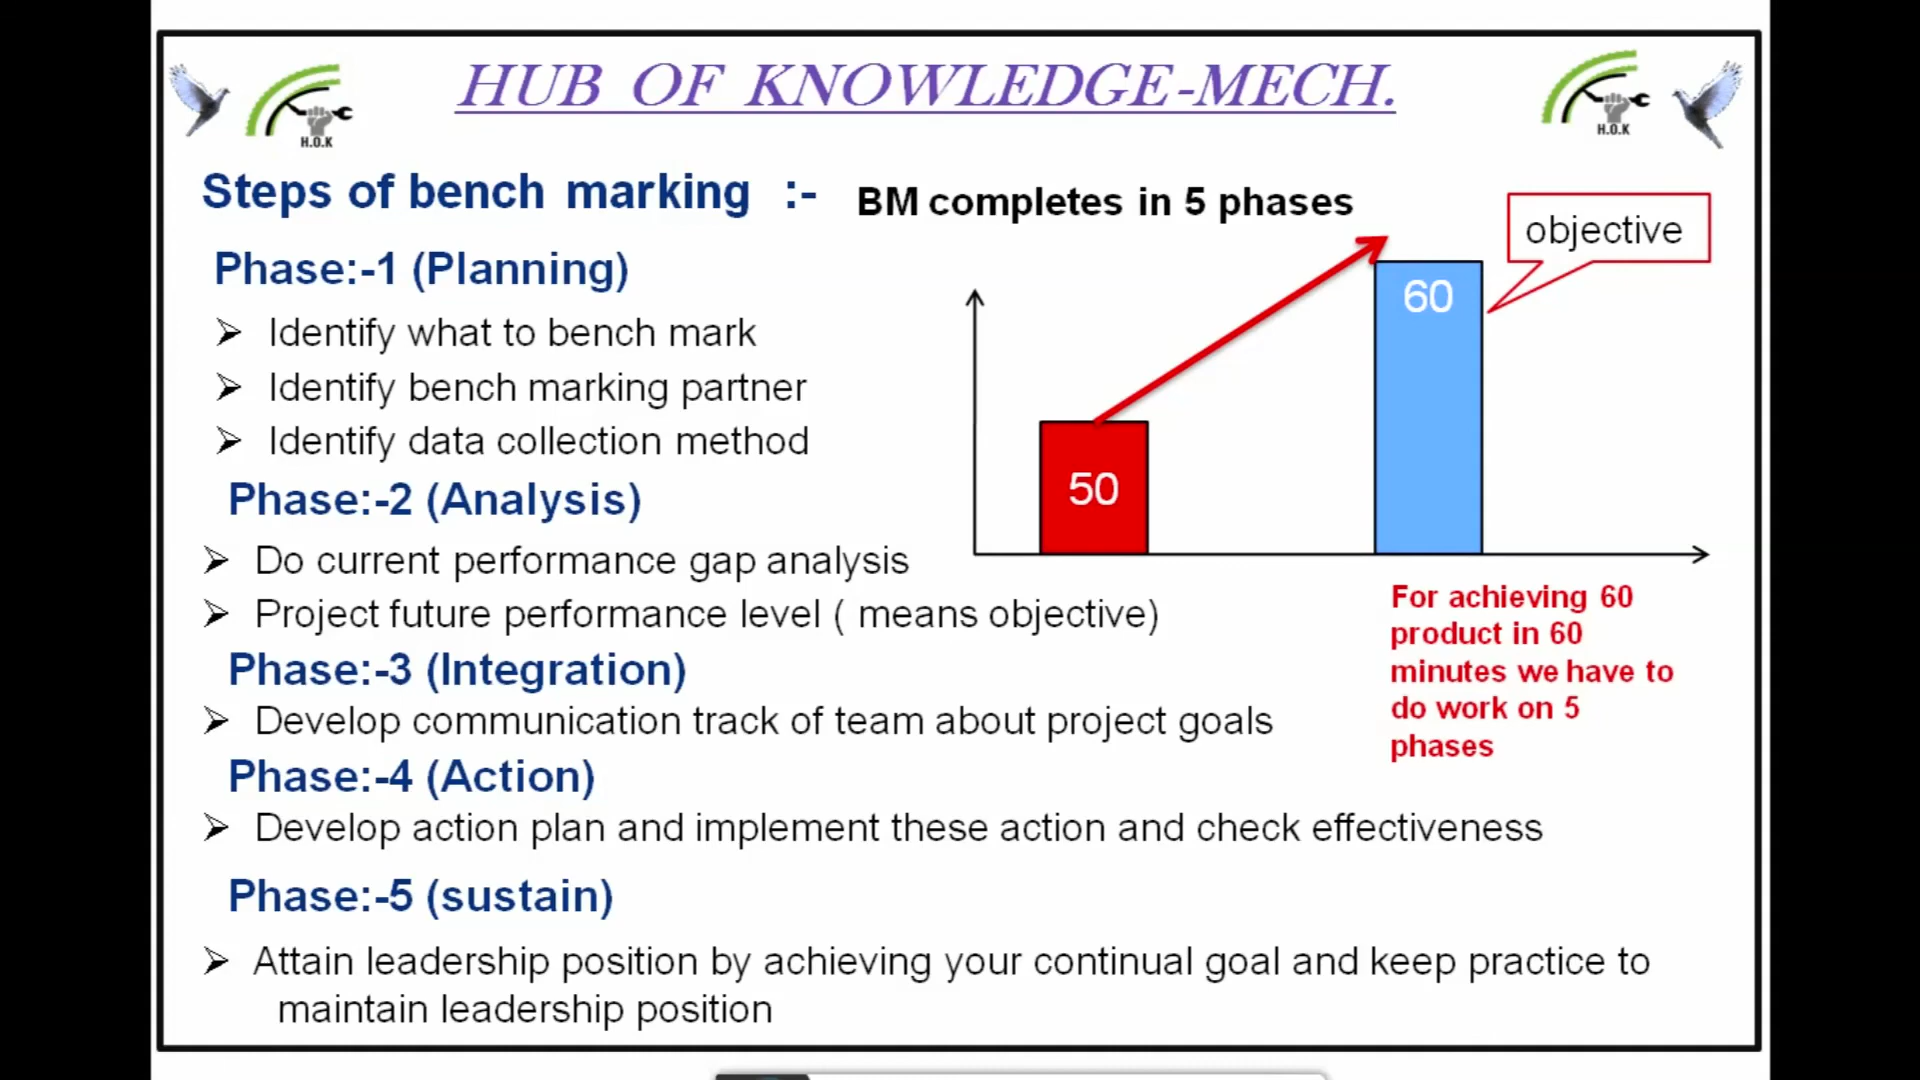 HUB OF KNOWLEDGE-MECH.
H.O.K
H.O.K
Steps of bench marking :-
BM completes in 5 phases
objective
Phase:-1 (Planning)
Identify what to bench mark
Identify bench marking partner
Identify data collection method
60
50
Phase:-2 (Analysis)
Do current performance gap analysis
Project future performance level ( means objective)
For achieving 60
product in 60
minutes we have to
do work on 5
phases
Phase:-3 (Integration)
Develop communication track of team about project goals
Phase:-4 (Action)
Develop action plan and implement these action and check effectiveness
Phase:-5 (sustain)
Attain leadership position by achieving your continual goal and keep practice to
maintain leadership position